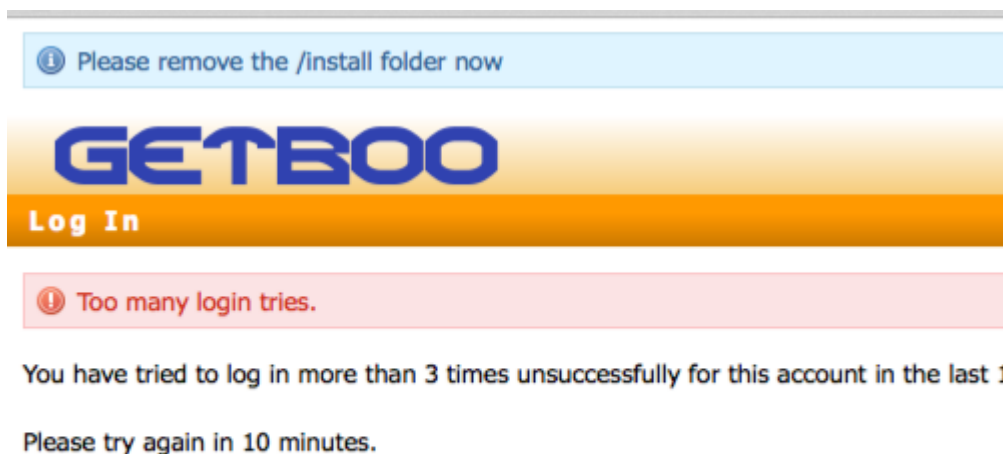 Please remove the /install folder now
GETBOO
Log In
Too many login tries.
You have tried to log in more than 3 times unsuccessfully for this account in the last
Please try again in 10 minutes.